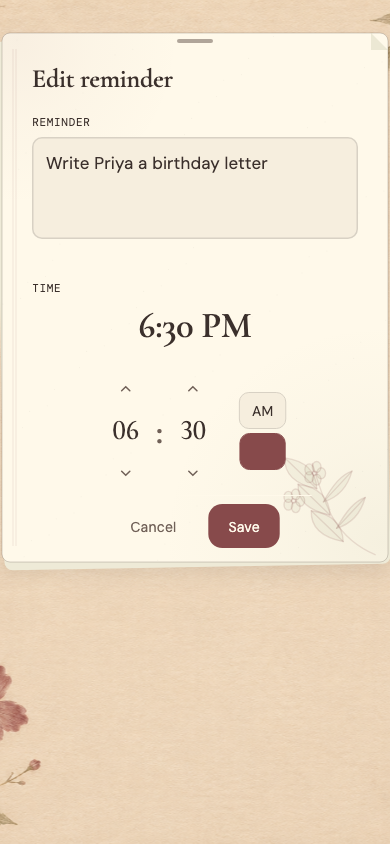 Edit reminder
REMINDER
Write Priya a birthday letter
TIME
6:30 PM
06 : 30
AM
Cancel
Save